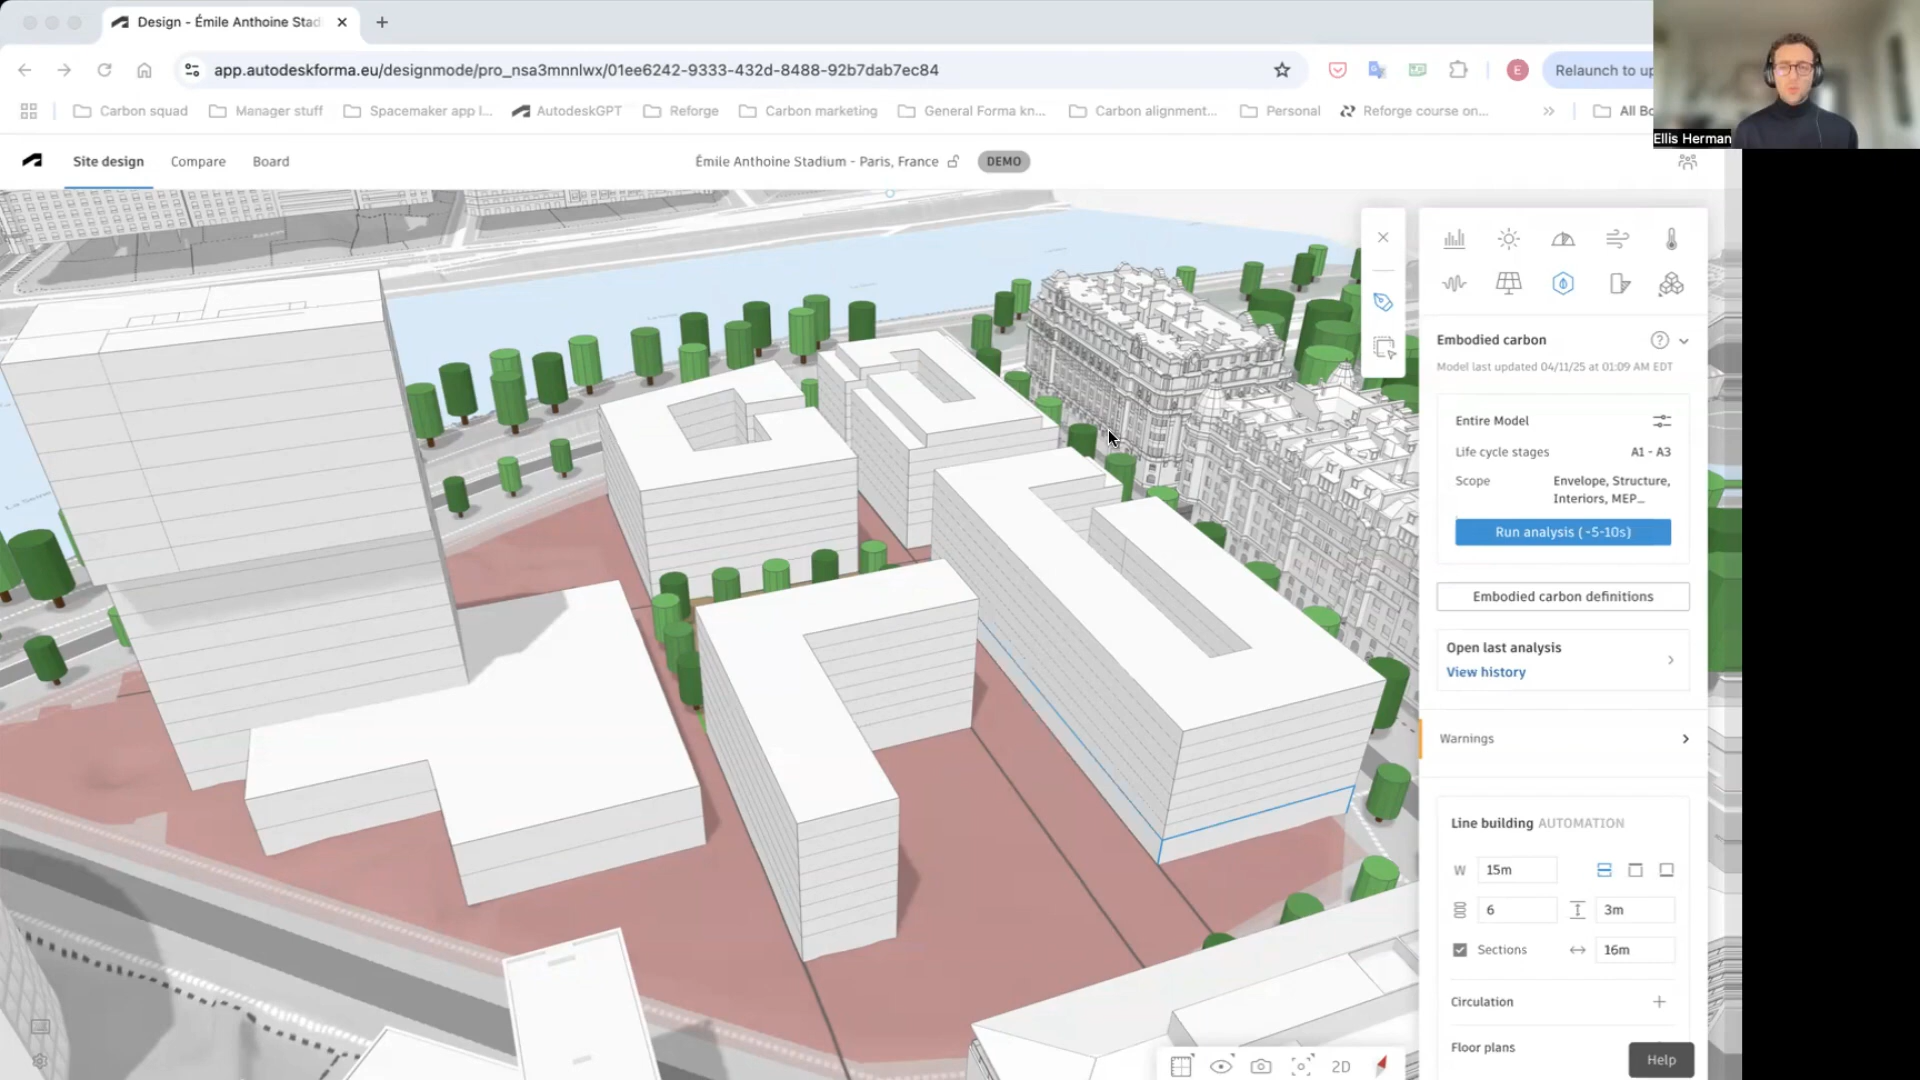 Design - Émile Anthoine Stad
app.autodeskforma.eu/designmode/pro_nsa3mnnlwx/01ee6242-9333-432d-8488-92b7dab7ec84
E
Relaunch to up
Carbon squad
Manager stuff
Spacemaker app l...
AutodeskGPT
Reforge
Carbon marketing
General Forma kn...
Carbon alignment...
Personal
Reforge course on...
All Bo
Ellis Herman
Site design
Compare
Board
Émile Anthoine Stadium - Paris, France
DEMO
Embodied carbon
Model last updated 04/11/25 at 01:09 AM EDT
Entire Model
Life cycle stages A1 - A3
Scope Envelope, Structure,
Interiors, MEP...
Run analysis (~5-10s)
Embodied carbon definitions
Open last analysis
View history
Warnings
Line building AUTOMATION
W 15m
6 3m
Sections 16m
Circulation
Floor plans
Help
2D